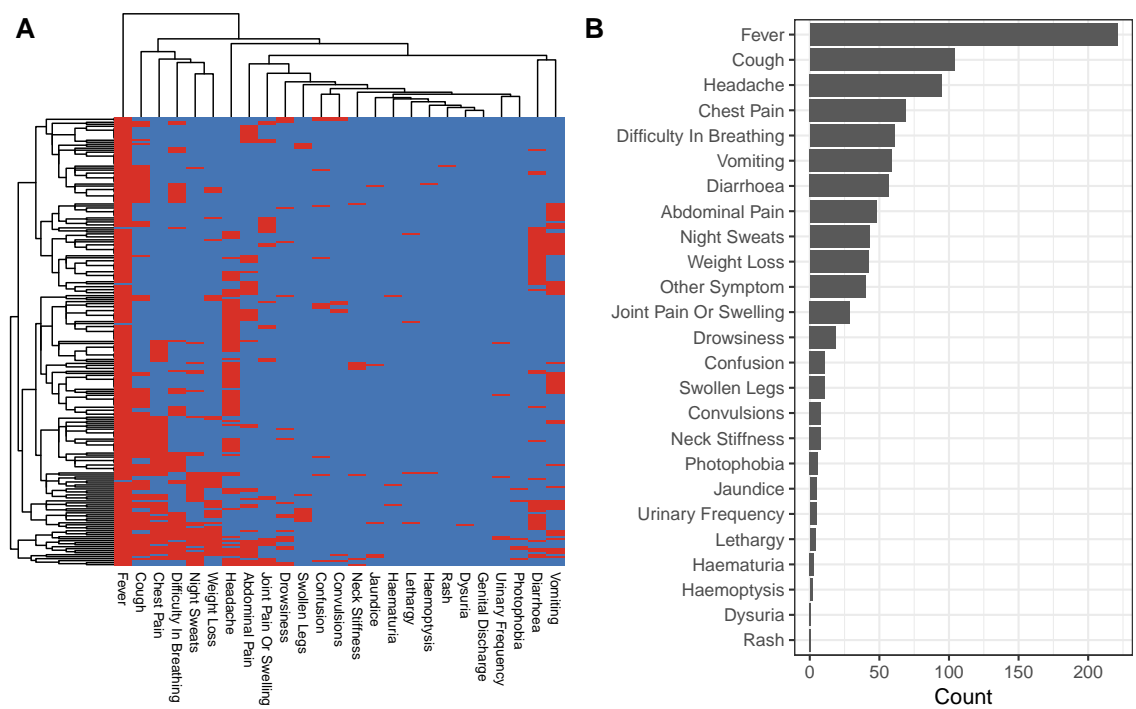 A
Fever
Cough
Chest Pain
Difficulty In Breathing
Night Sweats
Weight Loss
Headache
Abdominal Pain
Joint Pain Or Swelling
Drowsiness
Swollen Legs
Confusion
Convulsions
Neck Stiffness
Jaundice
Haematuria
Lethargy
Haemoptysis
Rash
Dysuria
Genital Discharge
Urinary Frequency
Photophobia
Diarrhoea
Vomiting
B
Fever
Cough
Headache
Chest Pain
Difficulty In Breathing
Vomiting
Diarrhoea
Abdominal Pain
Night Sweats
Weight Loss
Other Symptom
Joint Pain Or Swelling
Drowsiness
Confusion
Swollen Legs
Convulsions
Neck Stiffness
Photophobia
Jaundice
Urinary Frequency
Lethargy
Haematuria
Haemoptysis
Dysuria
Rash
0 50 100 150 200
Count